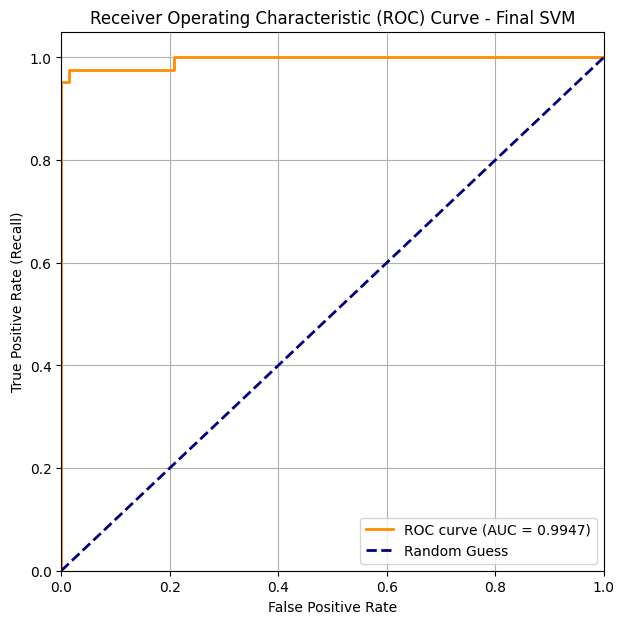 Receiver Operating Characteristic (ROC) Curve - Final SVM
1.0
0.8
0.6
0.4
0.2
0.0
True Positive Rate (Recall)
ROC curve (AUC = 0.9947)
Random Guess
0.0 0.2 0.4 0.6 0.8 1.0
False Positive Rate